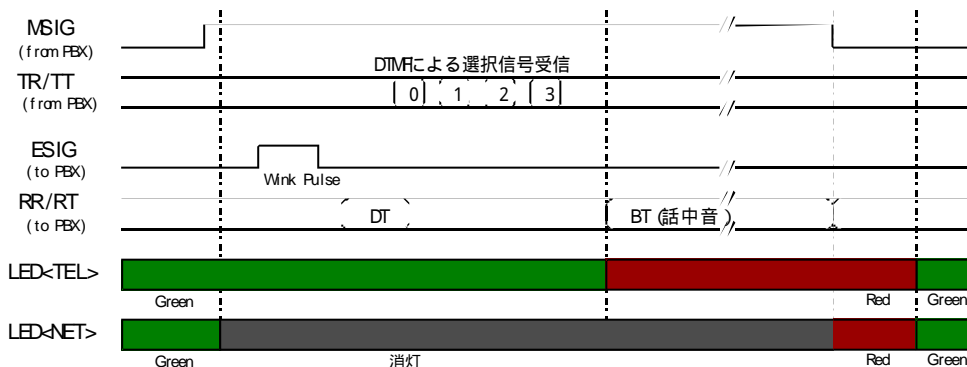 MSIG
(from PBX)
DTMFによる選択信号受信
TR/TT
(from PBX)
0 1 2 3
ESIG
(to PBX)
Wink Pulse
RR/RT
(to PBX)
DT
BT (話中音)
LED<TEL>
Green
Red
Green
LED<NET>
Green
消灯
Red
Green